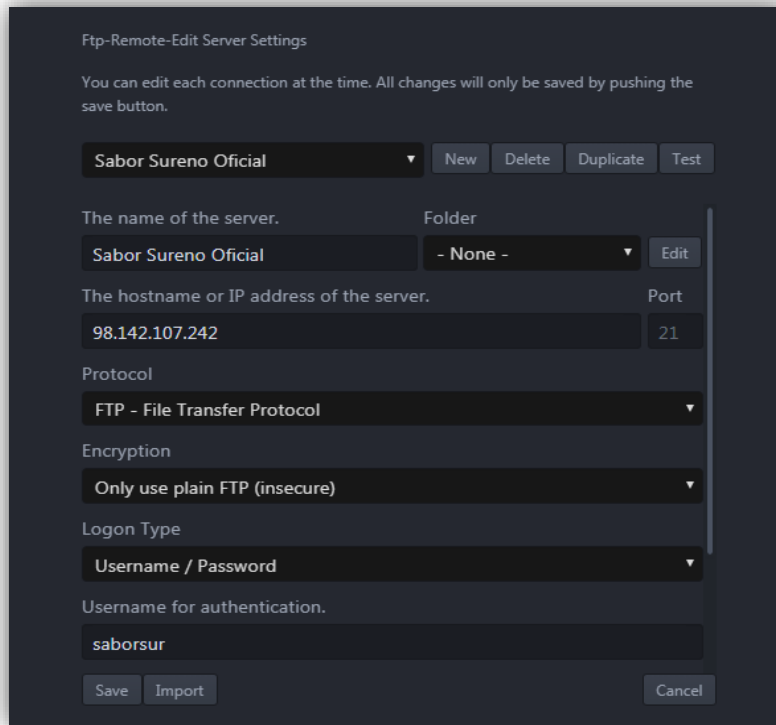 Ftp-Remote-Edit Server Settings
You can edit each connection at the time. All changes will only be saved by pushing the
save button.
Sabor Sureno Oficial New Delete Duplicate Test
The name of the server. Folder
Sabor Sureno Oficial - None - Edit
The hostname or IP address of the server. Port
98.142.107.242 21
Protocol
FTP - File Transfer Protocol
Encryption
Only use plain FTP (insecure)
Logon Type
Username / Password
Username for authentication.
saborsur
Save Import Cancel